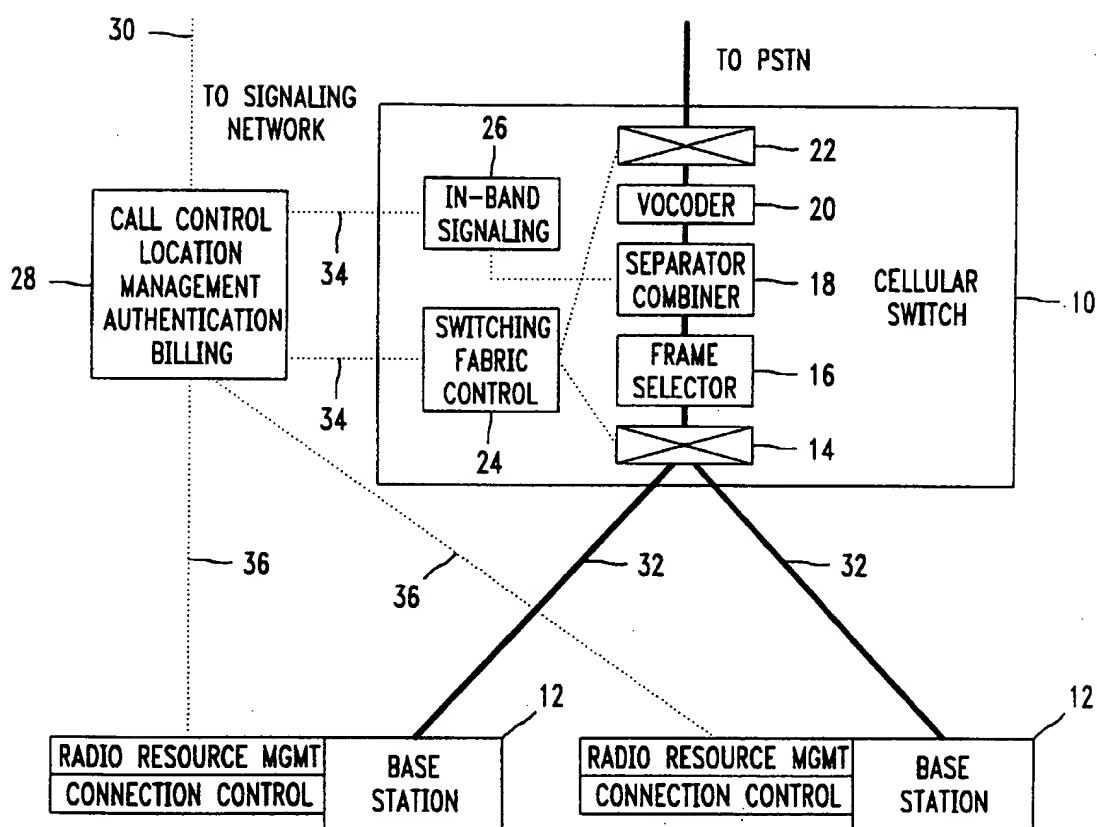 30
TO PSTN
TO SIGNALING
NETWORK
26
22
IN-BAND
SIGNALING
VOCODER
20
CALL CONTROL
LOCATION
MANAGEMENT
AUTHENTICATION
BILLING
28
34
SEPARATOR
COMBINER
18
CELLULAR
SWITCH
10
SWITCHING
FABRIC
CONTROL
FRAME
SELECTOR
16
34
24
14
36
36
32
32
12
12
RADIO RESOURCE MGMT
CONNECTION CONTROL
BASE
STATION
RADIO RESOURCE MGMT
CONNECTION CONTROL
BASE
STATION